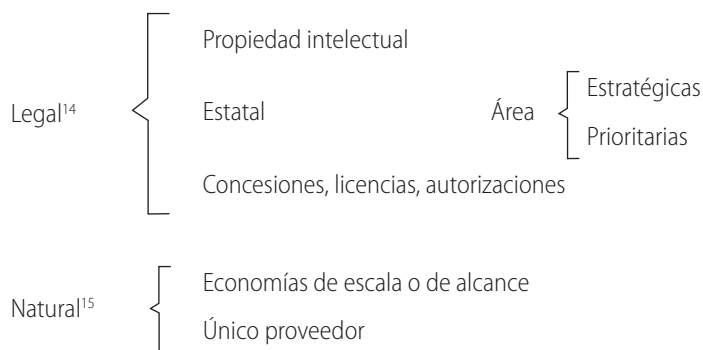 Propiedad intelectual
Legal14
Estatal
Área
Estratégicas
Prioritarias
Concesiones, licencias, autorizaciones
Natural15
Economías de escala o de alcance
Único proveedor